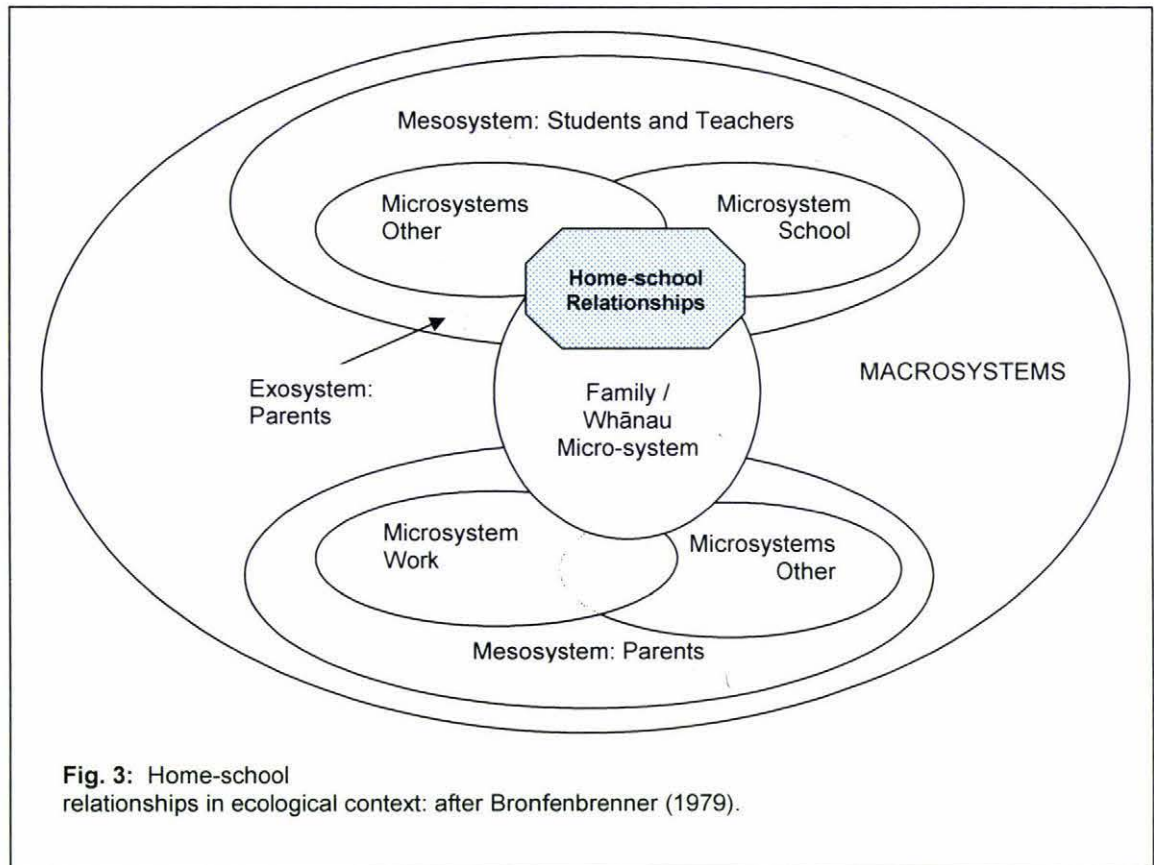 Mesosystem: Students and Teachers
Microsystems
Other
Microsystem
School
Home-school
Relationships
Exosystem:
Parents
Family /
Whānau
Micro-system
MACROSYSTEMS
Microsystem
Work
Microsystems
Other
Mesosystem: Parents
Fig. 3: Home-school
relationships in ecological context: after Bronfenbrenner (1979).